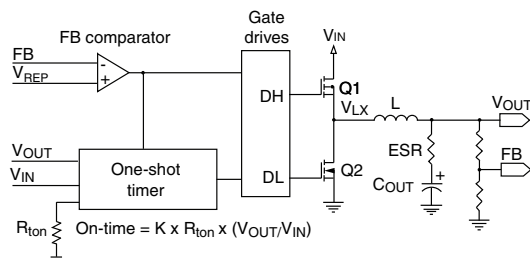 Gate
drives
FB comparator
VIN
FB
VREP
-
+
DH
Q1
VLX
L
VOUT
ESR
FB
VOUT
VIN
One-shot
timer
DL
Q2
COUT
+
Rton
On-time = K x Rton x (VOUT/VIN)